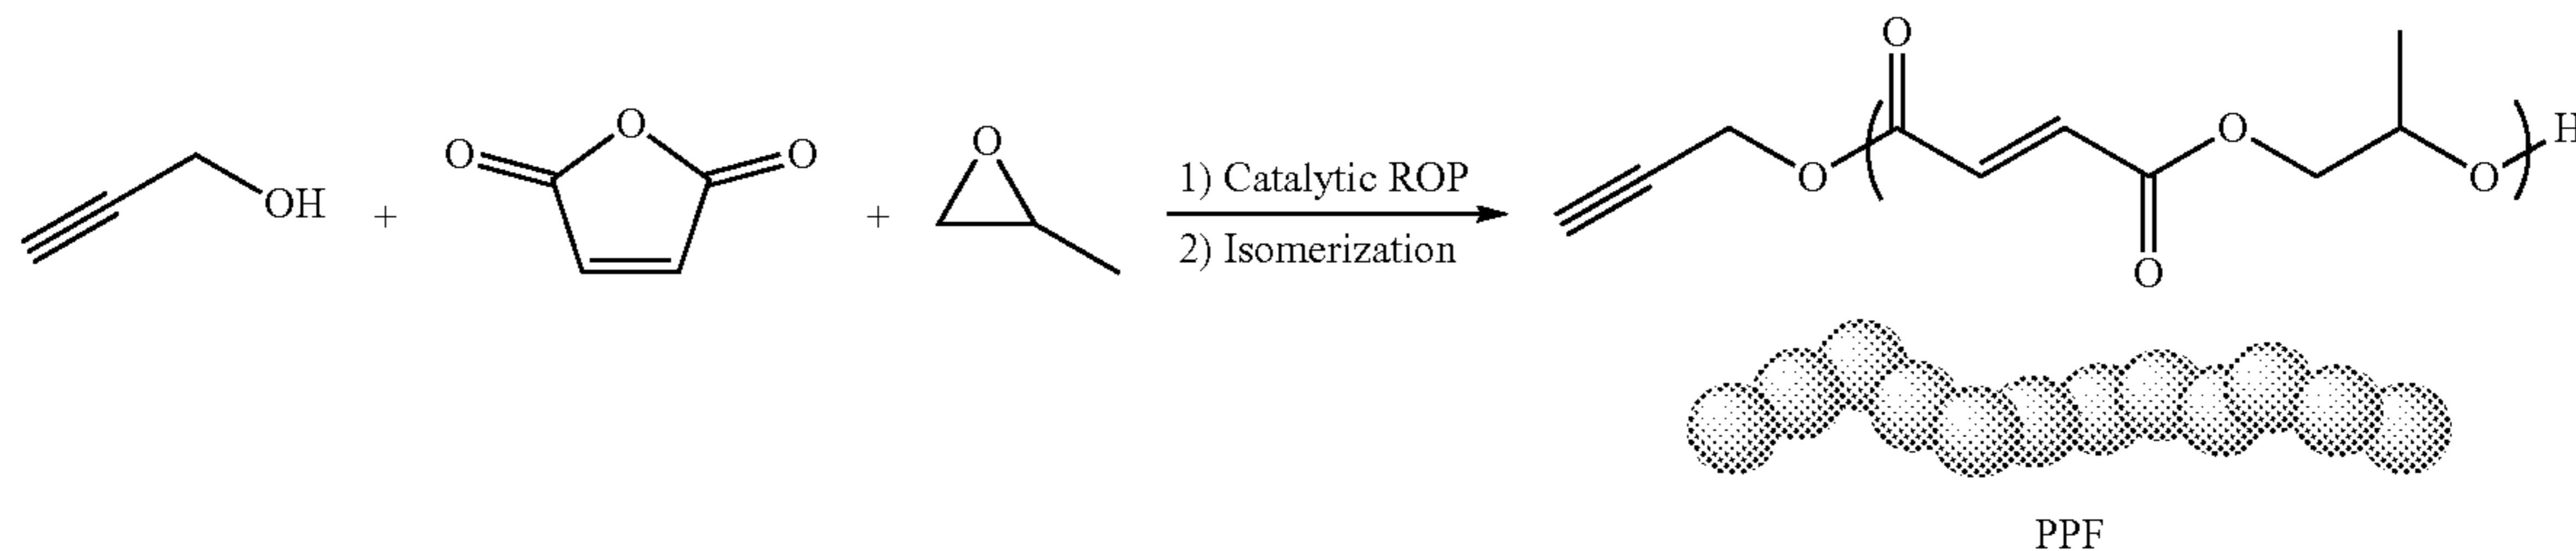 O
O
O
O
O
OH
+
+
1) Catalytic ROP
2) Isomerization
O
O
O
O
H
O
PPF